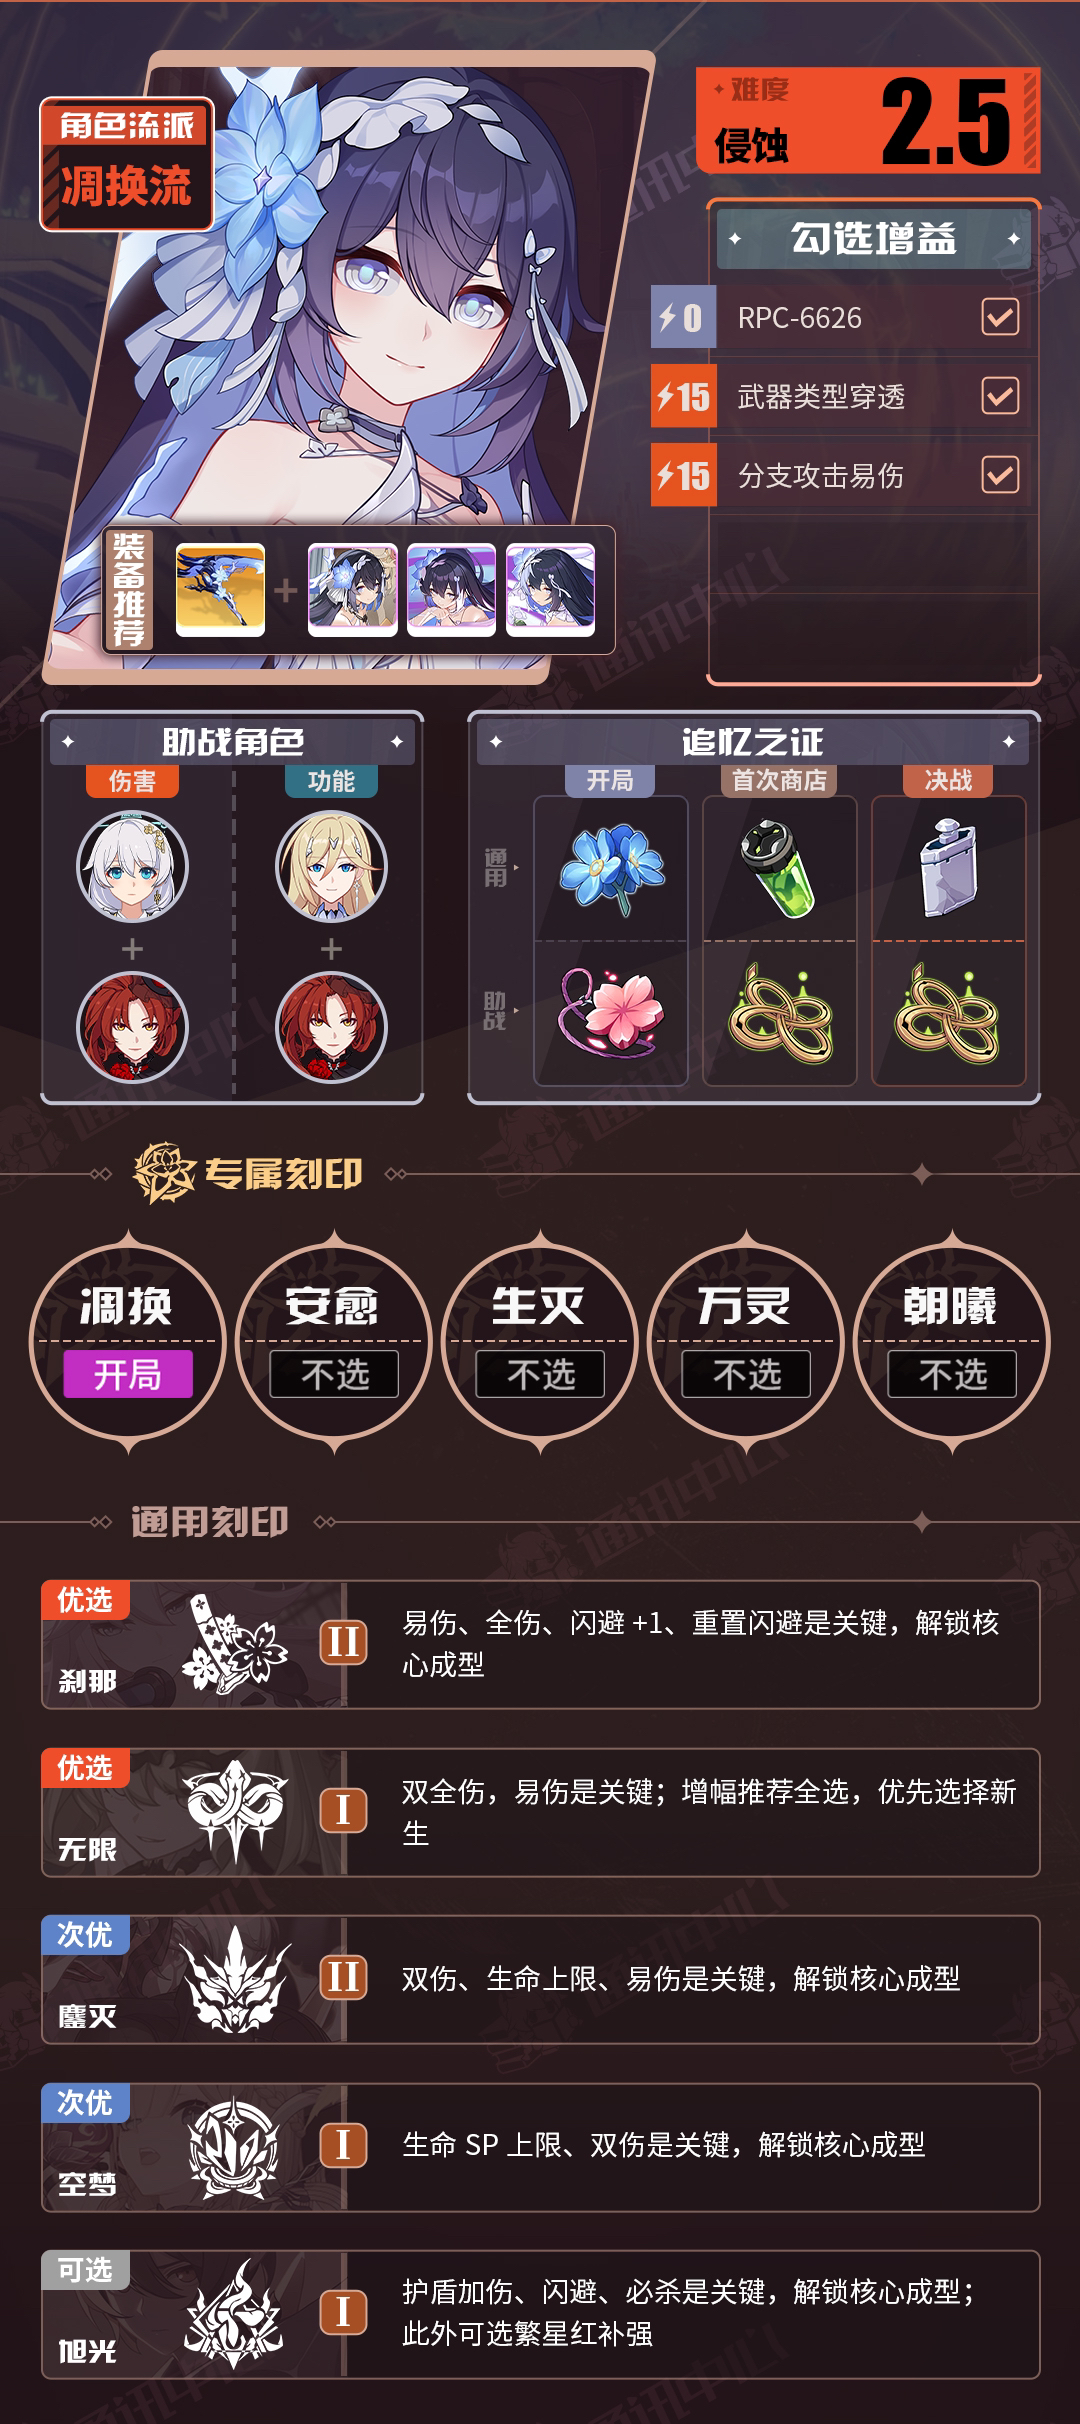 角色流派
凋换流
难度
侵蚀
2.5
勾选增益
0
RPC-6626
15
武器类型穿透
15
分支攻击易伤
装备推荐
助战角色
伤害
功能
追忆之证
开局
首次商店
决战
通用
助战
专属刻印
凋换
开局
安愈
不选
生灭
不选
万灵
不选
朝曦
不选
通用刻印
优选
刹那
II
易伤、全伤、闪避 +1、重置闪避是关键，解锁核
心成型
优选
无限
I
双全伤，易伤是关键；增幅推荐全选，优先选择新
生
次优
鏖灭
II
双伤、生命上限、易伤是关键，解锁核心成型
次优
空梦
I
生命 SP 上限、双伤是关键，解锁核心成型
可选
旭光
I
护盾加伤、闪避、必杀是关键，解锁核心成型；
此外可选繁星红补强
通讯中心